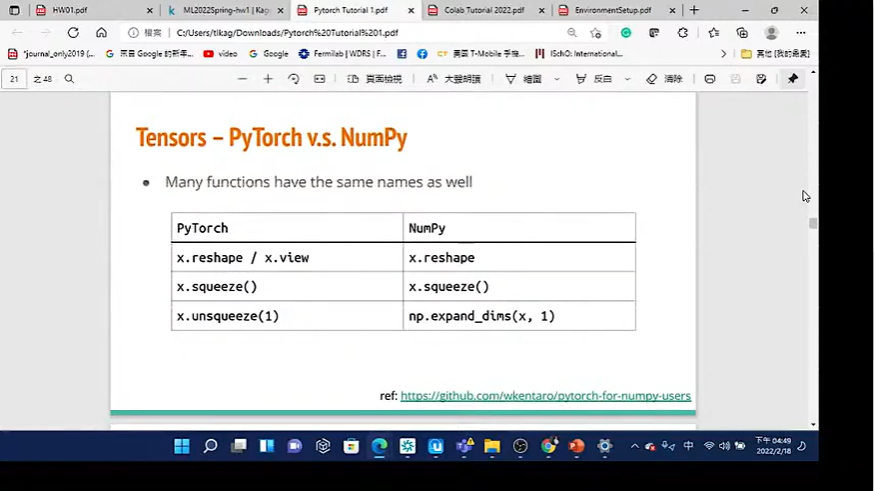 HW01.pdf
ML2022Spring-hw1 | Kag
Pytorch Tutorial 1.pdf
Colab Tutorial 2022.pdf
EnvironmentSetup.pdf
檔案 C:/Users/tikag/Downloads/Pytorch%20Tutorial%201.pdf
*journal_only2019 (D...
來自 Google 的新增...
video
Google
Fermilab | WDRS | F...
美國 T-Mobile 手機...
ISchO: International...
其他 [我的最愛]
21 之 48
頁面檢視
大聲朗讀
繪圖
反白
清除
Tensors – PyTorch v.s. NumPy
● Many functions have the same names as well
PyTorch NumPy
x.reshape / x.view x.reshape
x.squeeze() x.squeeze()
x.unsqueeze(1) np.expand_dims(x, 1)
ref: https://github.com/wkentaro/pytorch-for-numpy-users
中
下午 04:49
2022/2/18